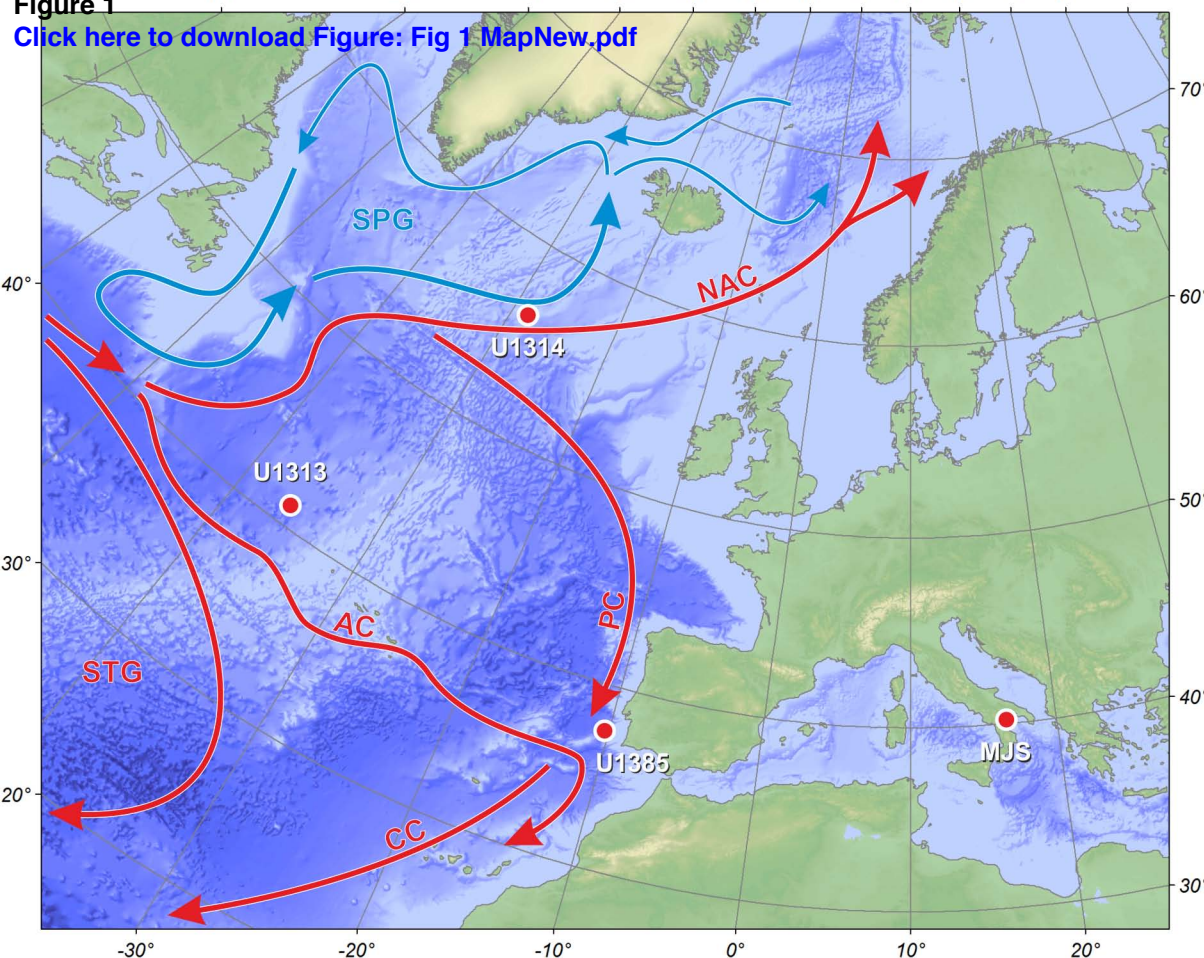 Figure 1
Click here to download Figure: Fig 1 MapNew.pdf
70°
SPG
40°
NAC
60°
U1314
U1313
50°
30°
PC
AC
STG
40°
MJS
U1385
20°
CC
30°
-30°
-20°
-10°
0°
10°
20°